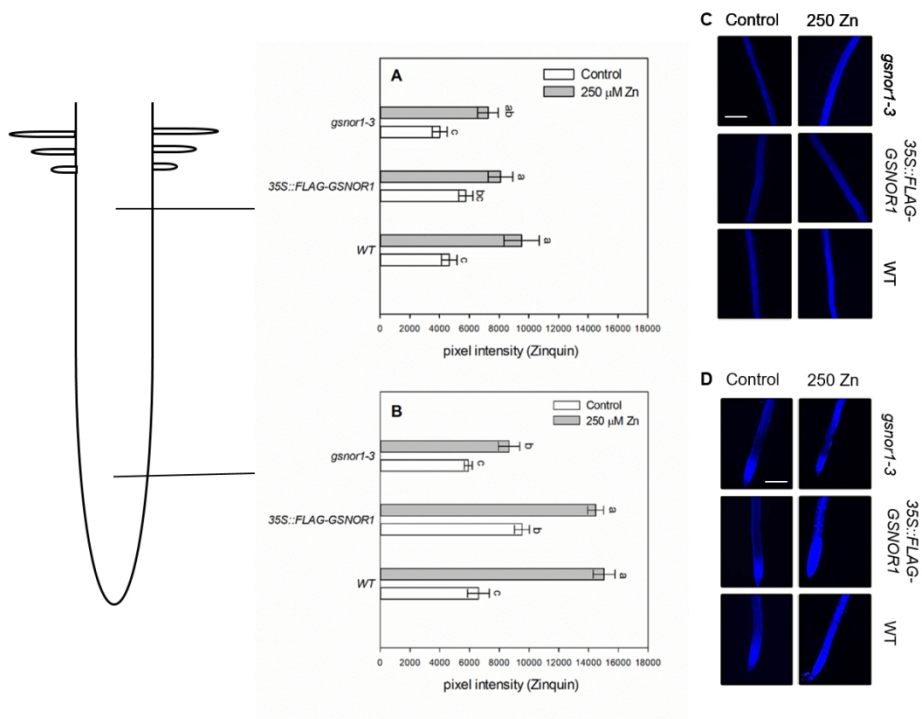 A
Control
250 μM Zn
gsnor1-3
ab
c
35S::FLAG-GSNOR1
a
bc
WT
a
c
0 2000 4000 6000 8000 10000 12000 14000 16000 18000
pixel intensity (Zinquin)
B
Control
250 μM Zn
gsnor1-3
b
c
35S::FLAG-GSNOR1
a
b
WT
a
c
0 2000 4000 6000 8000 10000 12000 14000 16000 18000
pixel intensity (Zinquin)
C Control 250 Zn
gsnor1-3
35S::FLAG-
GSNOR1
WT
D Control 250 Zn
gsnor1-3
35S::FLAG-
GSNOR1
WT